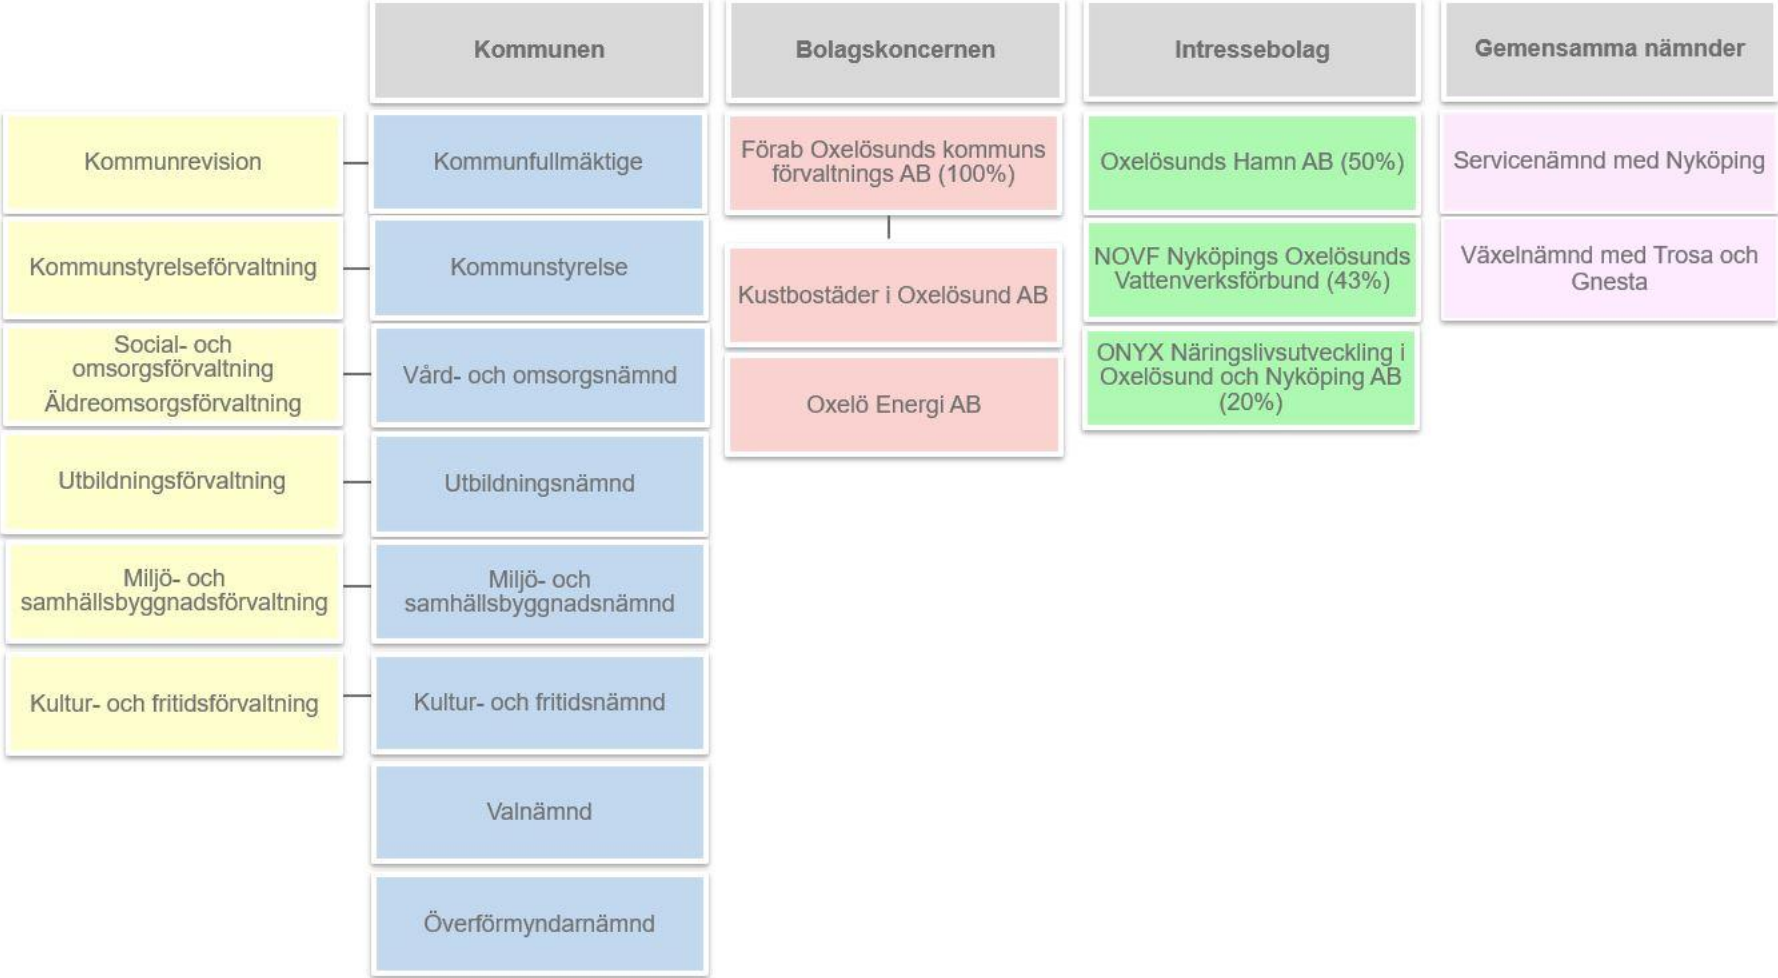 Kommunen
Bolagskoncernen
Intressebolag
Gemensamma nämnder
Kommunrevision
Kommunfullmäktige
Förab Oxelösunds kommuns
förvaltnings AB (100%)
Oxelösunds Hamn AB (50%)
Servicenämnd med Nyköping
Kommunstyrelseförvaltning
Kommunstyrelse
Kustbostäder i Oxelösund AB
NOVF Nyköpings Oxelösunds
Vattenverksförbund (43%)
Växelnämnd med Trosa och
Gnesta
Social- och
omsorgsförvaltning
Äldreomsorgsförvaltning
Vård- och omsorgsnämnd
Oxelö Energi AB
ONYX Näringslivsutveckling i
Oxelösund och Nyköping AB
(20%)
Utbildningsförvaltning
Utbildningsnämnd
Miljö- och
samhällsbyggnadsförvaltning
Miljö- och
samhällsbyggnadsnämnd
Kultur- och fritidsförvaltning
Kultur- och fritidsnämnd
Valnämnd
Överförmyndarnämnd